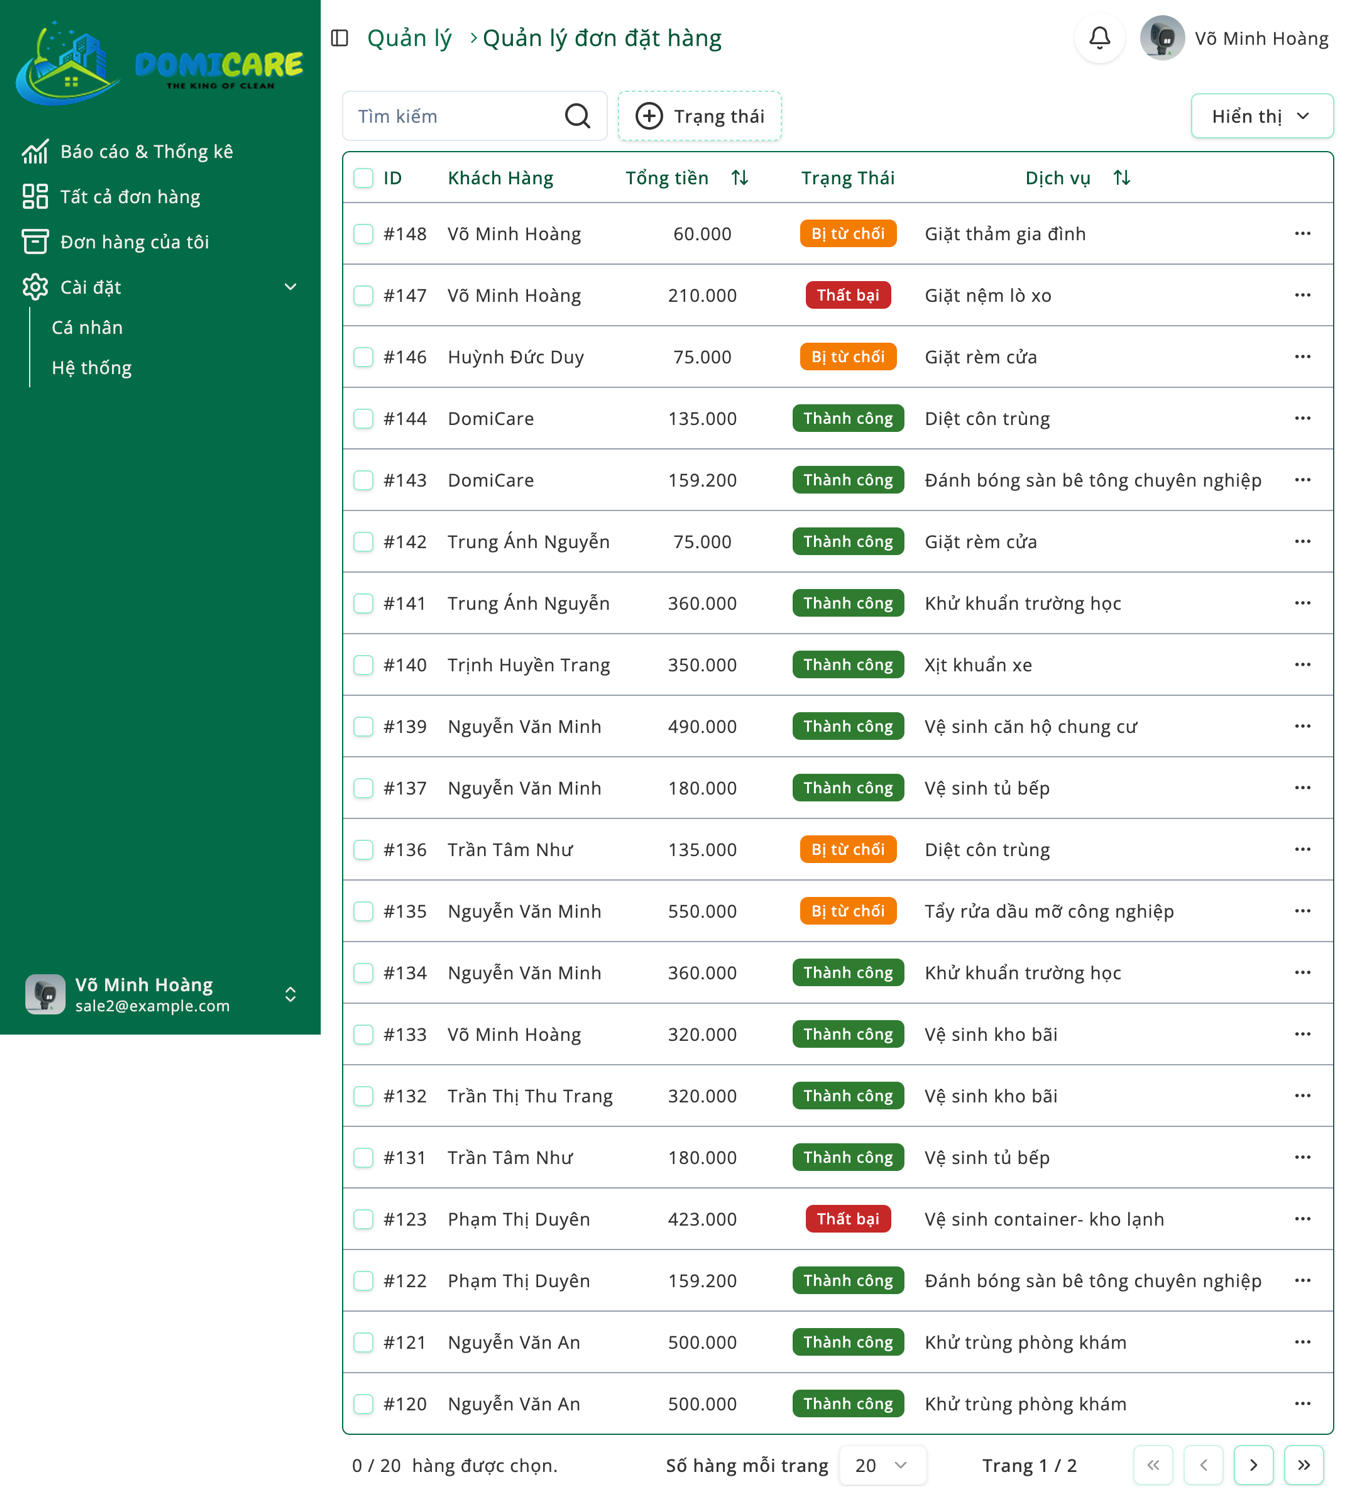 DOMICARE
THE KING OF CLEAN
Báo cáo & Thống kê
Tất cả đơn hàng
Đơn hàng của tôi
Cài đặt
Cá nhân
Hệ thống
Võ Minh Hoàng
sale2@example.com
Quản lý > Quản lý đơn đặt hàng
Võ Minh Hoàng
Tìm kiếm Trạng thái Hiển thị
ID Khách Hàng Tổng tiền Trạng Thái Dịch vụ
#148 Võ Minh Hoàng 60.000 Bị từ chối Giặt thảm gia đình
#147 Võ Minh Hoàng 210.000 Thất bại Giặt nệm lò xo
#146 Huỳnh Đức Duy 75.000 Bị từ chối Giặt rèm cửa
#144 DomiCare 135.000 Thành công Diệt côn trùng
#143 DomiCare 159.200 Thành công Đánh bóng sàn bê tông chuyên nghiệp
#142 Trung Ánh Nguyễn 75.000 Thành công Giặt rèm cửa
#141 Trung Ánh Nguyễn 360.000 Thành công Khử khuẩn trường học
#140 Trịnh Huyền Trang 350.000 Thành công Xịt khuẩn xe
#139 Nguyễn Văn Minh 490.000 Thành công Vệ sinh căn hộ chung cư
#137 Nguyễn Văn Minh 180.000 Thành công Vệ sinh tủ bếp
#136 Trần Tâm Như 135.000 Bị từ chối Diệt côn trùng
#135 Nguyễn Văn Minh 550.000 Bị từ chối Tẩy rửa dầu mỡ công nghiệp
#134 Nguyễn Văn Minh 360.000 Thành công Khử khuẩn trường học
#133 Võ Minh Hoàng 320.000 Thành công Vệ sinh kho bãi
#132 Trần Thị Thu Trang 320.000 Thành công Vệ sinh kho bãi
#131 Trần Tâm Như 180.000 Thành công Vệ sinh tủ bếp
#123 Phạm Thị Duyên 423.000 Thất bại Vệ sinh container- kho lạnh
#122 Phạm Thị Duyên 159.200 Thành công Đánh bóng sàn bê tông chuyên nghiệp
#121 Nguyễn Văn An 500.000 Thành công Khử trùng phòng khám
#120 Nguyễn Văn An 500.000 Thành công Khử trùng phòng khám
0 / 20 hàng được chọn. Số hàng mỗi trang 20 Trang 1 / 2